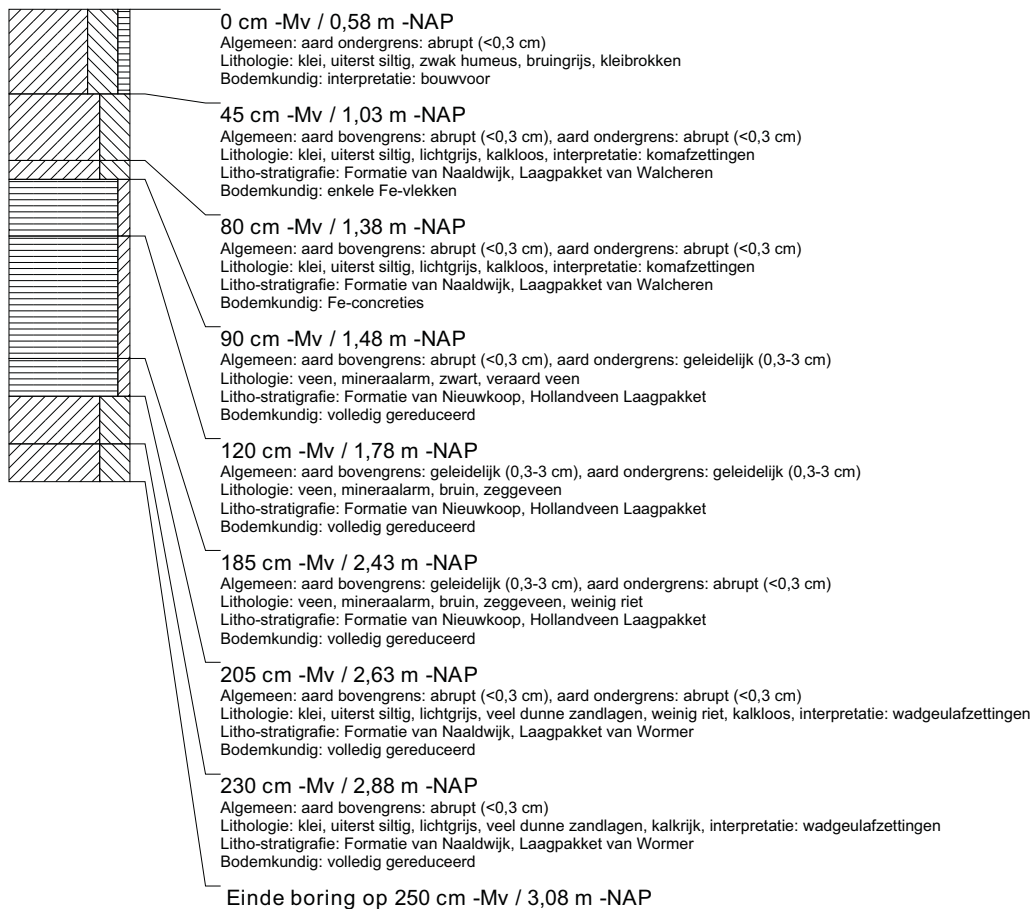 0 cm -Mv / 0,58 m -NAP
Algemeen: aard ondergrens: abrupt (<0,3 cm)
Lithologie: klei, uiterst siltig, zwak humeus, bruingrijs, kleibrokken
Bodemkundig: interpretatie: bouwvoor
45 cm -Mv / 1,03 m -NAP
Algemeen: aard bovengrens: abrupt (<0,3 cm), aard ondergrens: abrupt (<0,3 cm)
Lithologie: klei, uiterst siltig, lichtgrijs, kalkloos, interpretatie: komafzettingen
Litho-stratigrafie: Formatie van Naaldwijk, Laagpakket van Walcheren
Bodemkundig: enkele Fe-vlekken
80 cm -Mv / 1,38 m -NAP
Algemeen: aard bovengrens: abrupt (<0,3 cm), aard ondergrens: abrupt (<0,3 cm)
Lithologie: klei, uiterst siltig, lichtgrijs, kalkloos, interpretatie: komafzettingen
Litho-stratigrafie: Formatie van Naaldwijk, Laagpakket van Walcheren
Bodemkundig: Fe-concreties
90 cm -Mv / 1,48 m -NAP
Algemeen: aard bovengrens: abrupt (<0,3 cm), aard ondergrens: geleidelijk (0,3-3 cm)
Lithologie: veen, mineraalarm, zwart, veraard veen
Litho-stratigrafie: Formatie van Nieuwkoop, Hollandveen Laagpakket
Bodemkundig: volledig gereduceerd
120 cm -Mv / 1,78 m -NAP
Algemeen: aard bovengrens: geleidelijk (0,3-3 cm), aard ondergrens: geleidelijk (0,3-3 cm)
Lithologie: veen, mineraalarm, bruin, zeggeveen
Litho-stratigrafie: Formatie van Nieuwkoop, Hollandveen Laagpakket
Bodemkundig: volledig gereduceerd
185 cm -Mv / 2,43 m -NAP
Algemeen: aard bovengrens: geleidelijk (0,3-3 cm), aard ondergrens: abrupt (<0,3 cm)
Lithologie: veen, mineraalarm, bruin, zeggeveen, weinig riet
Litho-stratigrafie: Formatie van Nieuwkoop, Hollandveen Laagpakket
Bodemkundig: volledig gereduceerd
205 cm -Mv / 2,63 m -NAP
Algemeen: aard bovengrens: abrupt (<0,3 cm), aard ondergrens: abrupt (<0,3 cm)
Lithologie: klei, uiterst siltig, lichtgrijs, veel dunne zandlagen, weinig riet, kalkloos, interpretatie: wadgeulafzettingen
Litho-stratigrafie: Formatie van Naaldwijk, Laagpakket van Wormer
Bodemkundig: volledig gereduceerd
230 cm -Mv / 2,88 m -NAP
Algemeen: aard bovengrens: abrupt (<0,3 cm)
Lithologie: klei, uiterst siltig, lichtgrijs, veel dunne zandlagen, kalkrijk, interpretatie: wadgeulafzettingen
Litho-stratigrafie: Formatie van Naaldwijk, Laagpakket van Wormer
Bodemkundig: volledig gereduceerd
Einde boring op 250 cm -Mv / 3,08 m -NAP